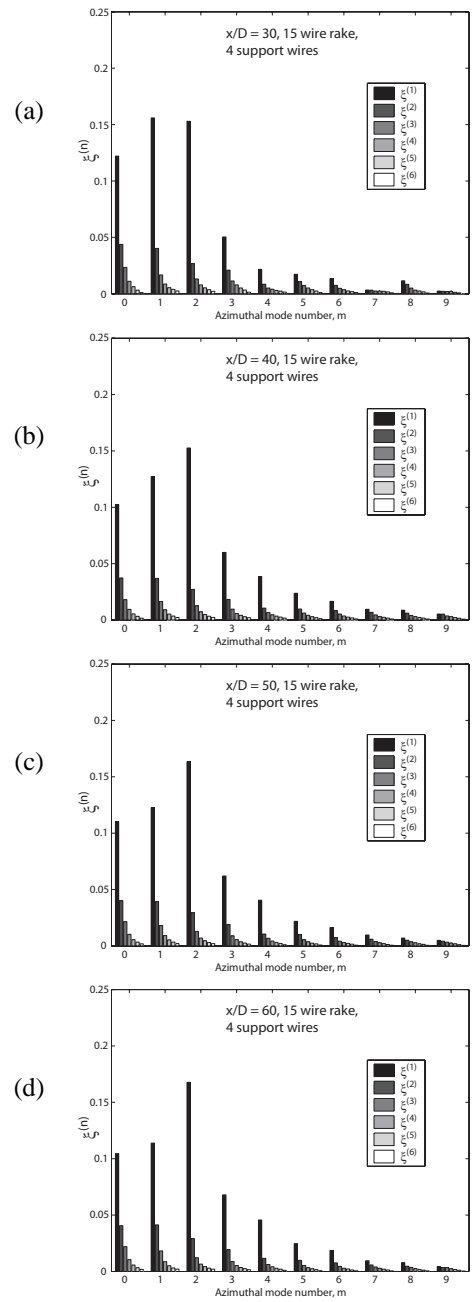 (a)
x/D = 30, 15 wire rake,
4 support wires
0.25
0.2
0.15
0.1
0.05
0
ξ(n)
ξ(1)
ξ(2)
ξ(3)
ξ(4)
ξ(5)
ξ(6)
0 1 2 3 4 5 6 7 8 9
Azimuthal mode number, m
(b)
x/D = 40, 15 wire rake,
4 support wires
0.25
0.2
0.15
0.1
0.05
0
ξ(n)
ξ(1)
ξ(2)
ξ(3)
ξ(4)
ξ(5)
ξ(6)
0 1 2 3 4 5 6 7 8 9
Azimuthal mode number, m
(c)
x/D = 50, 15 wire rake,
4 support wires
0.25
0.2
0.15
0.1
0.05
0
ξ(n)
ξ(1)
ξ(2)
ξ(3)
ξ(4)
ξ(5)
ξ(6)
0 1 2 3 4 5 6 7 8 9
Azimuthal mode number, m
(d)
x/D = 60, 15 wire rake,
4 support wires
0.25
0.2
0.15
0.1
0.05
0
ξ(n)
ξ(1)
ξ(2)
ξ(3)
ξ(4)
ξ(5)
ξ(6)
0 1 2 3 4 5 6 7 8 9
Azimuthal mode number, m